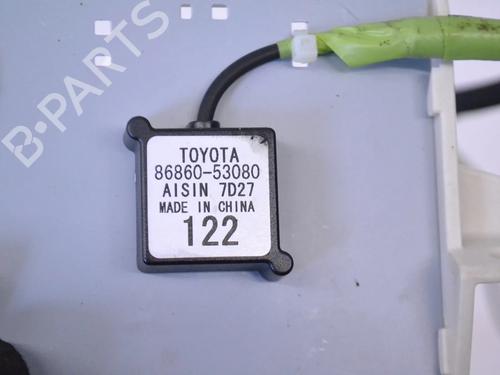 B-PARTS
TOYOTA
86860-53080
AISIN 7D27
MADE IN CHINA
122